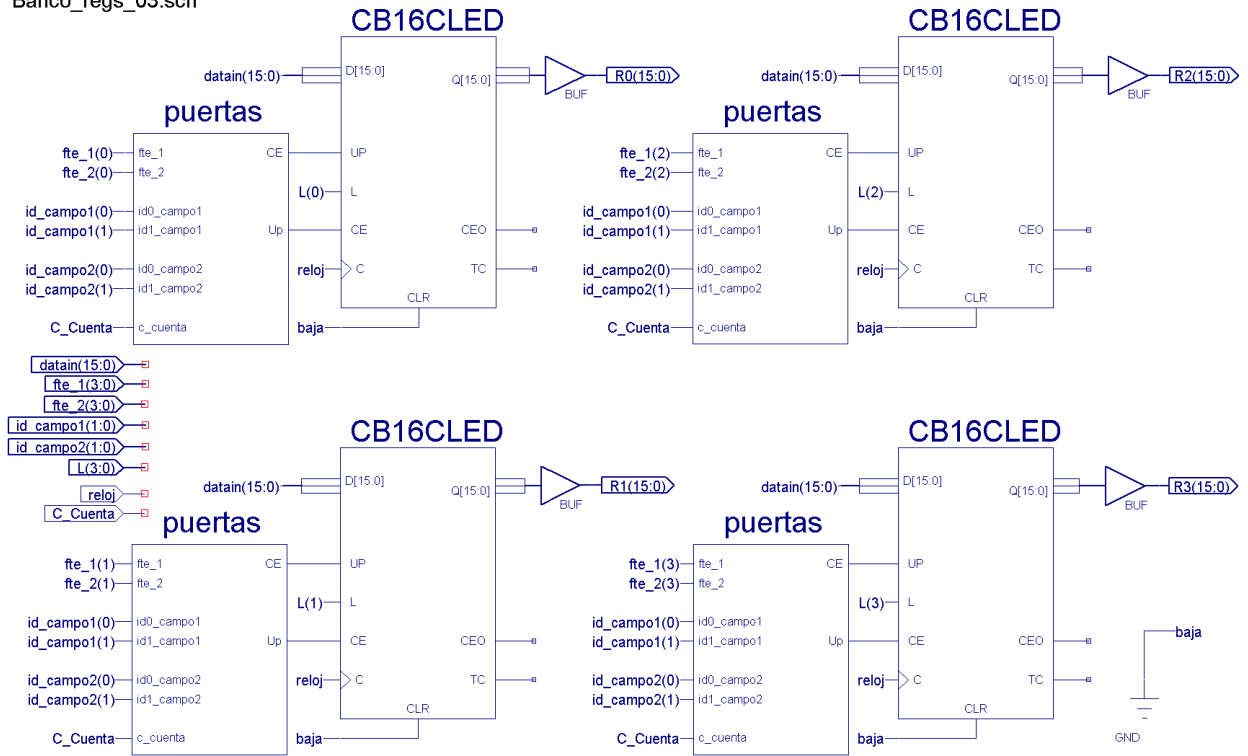 Banco_regs_03.sch
CB16CLED
datain(15:0)
D[15:0]
Q[15:0]
BUF
R0(15:0)
puertas
fte_1(0)
fte_1
CE
UP
fte_2(0)
fte_2
L(0)
L
id_campo1(0)
id0_campo1
id_campo1(1)
id1_campo1
Up
CE
CEO
id_campo2(0)
id0_campo2
reloj
C
TC
id_campo2(1)
id1_campo2
CLR
C_Cuenta
c_cuenta
baja
CB16CLED
datain(15:0)
D[15:0]
Q[15:0]
BUF
R2(15:0)
puertas
fte_1(2)
fte_1
CE
UP
fte_2(2)
fte_2
L(2)
L
id_campo1(0)
id0_campo1
id_campo1(1)
id1_campo1
Up
CE
CEO
id_campo2(0)
id0_campo2
reloj
C
TC
id_campo2(1)
id1_campo2
CLR
C_Cuenta
c_cuenta
baja
datain(15:0)
fte_1(3:0)
fte_2(3:0)
id_campo1(1:0)
id_campo2(1:0)
L(3:0)
reloj
C_Cuenta
CB16CLED
datain(15:0)
D[15:0]
Q[15:0]
BUF
R1(15:0)
puertas
fte_1(1)
fte_1
CE
UP
fte_2(1)
fte_2
L(1)
L
id_campo1(0)
id0_campo1
id_campo1(1)
id1_campo1
Up
CE
CEO
id_campo2(0)
id0_campo2
reloj
C
TC
id_campo2(1)
id1_campo2
CLR
C_Cuenta
c_cuenta
baja
CB16CLED
datain(15:0)
D[15:0]
Q[15:0]
BUF
R3(15:0)
puertas
fte_1(3)
fte_1
CE
UP
fte_2(3)
fte_2
L(3)
L
id_campo1(0)
id0_campo1
id_campo1(1)
id1_campo1
Up
CE
CEO
id_campo2(0)
id0_campo2
reloj
C
TC
id_campo2(1)
id1_campo2
CLR
C_Cuenta
c_cuenta
baja
baja
GND